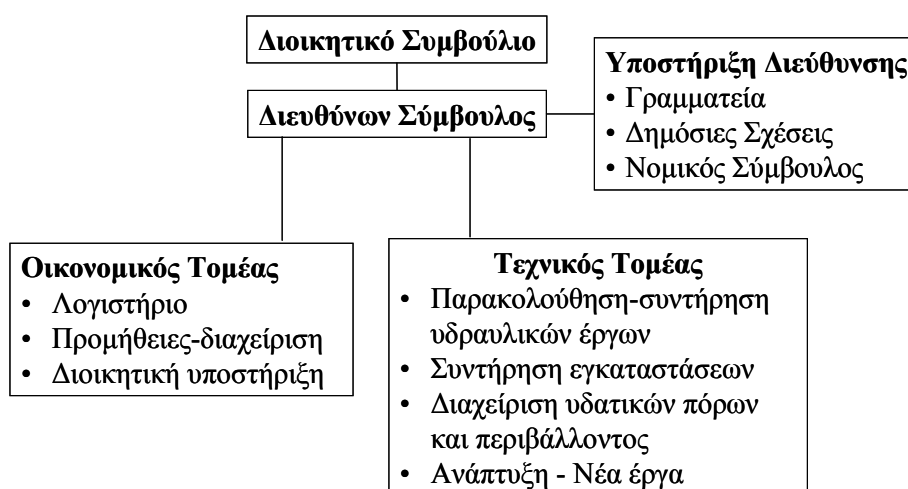 Διοικητικό Συμβούλιο
Διευθύνων Σύμβουλος
Υποστήριξη Διεύθυνσης
• Γραμματεία
• Δημόσιες Σχέσεις
• Νομικός Σύμβουλος
Οικονομικός Τομέας
• Λογιστήριο
• Προμήθειες-διαχείριση
• Διοικητική υποστήριξη
Τεχνικός Τομέας
• Παρακολούθηση-συντήρηση
υδραυλικών έργων
• Συντήρηση εγκαταστάσεων
• Διαχείριση υδατικών πόρων
και περιβάλλοντος
• Ανάπτυξη - Νέα έργα